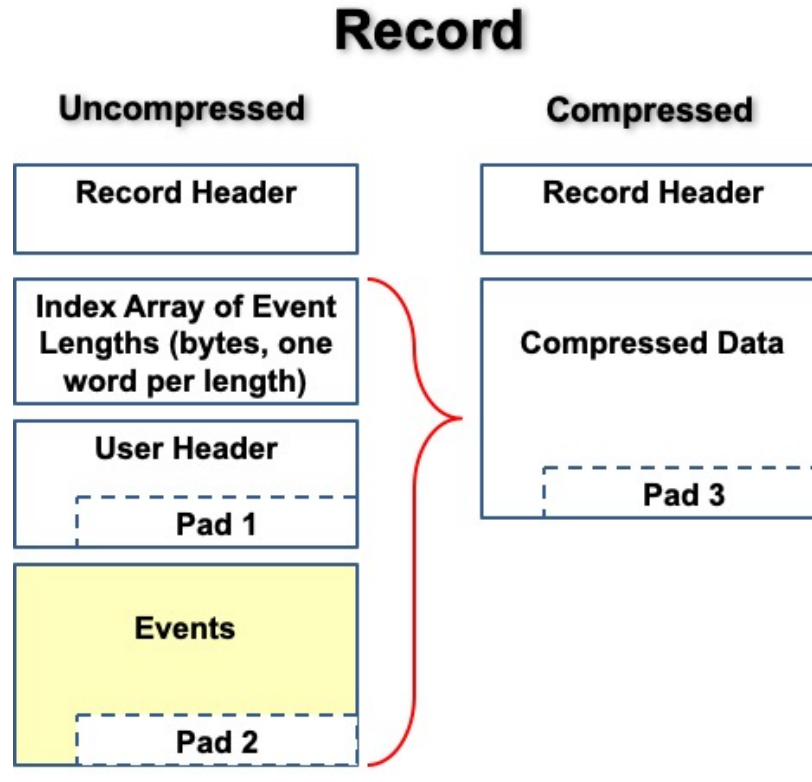 Record
Uncompressed
Compressed
Record Header
Record Header
Index Array of Event
Lengths (bytes, one
word per length)
Compressed Data
User Header
Pad 1
Pad 3
Events
Pad 2